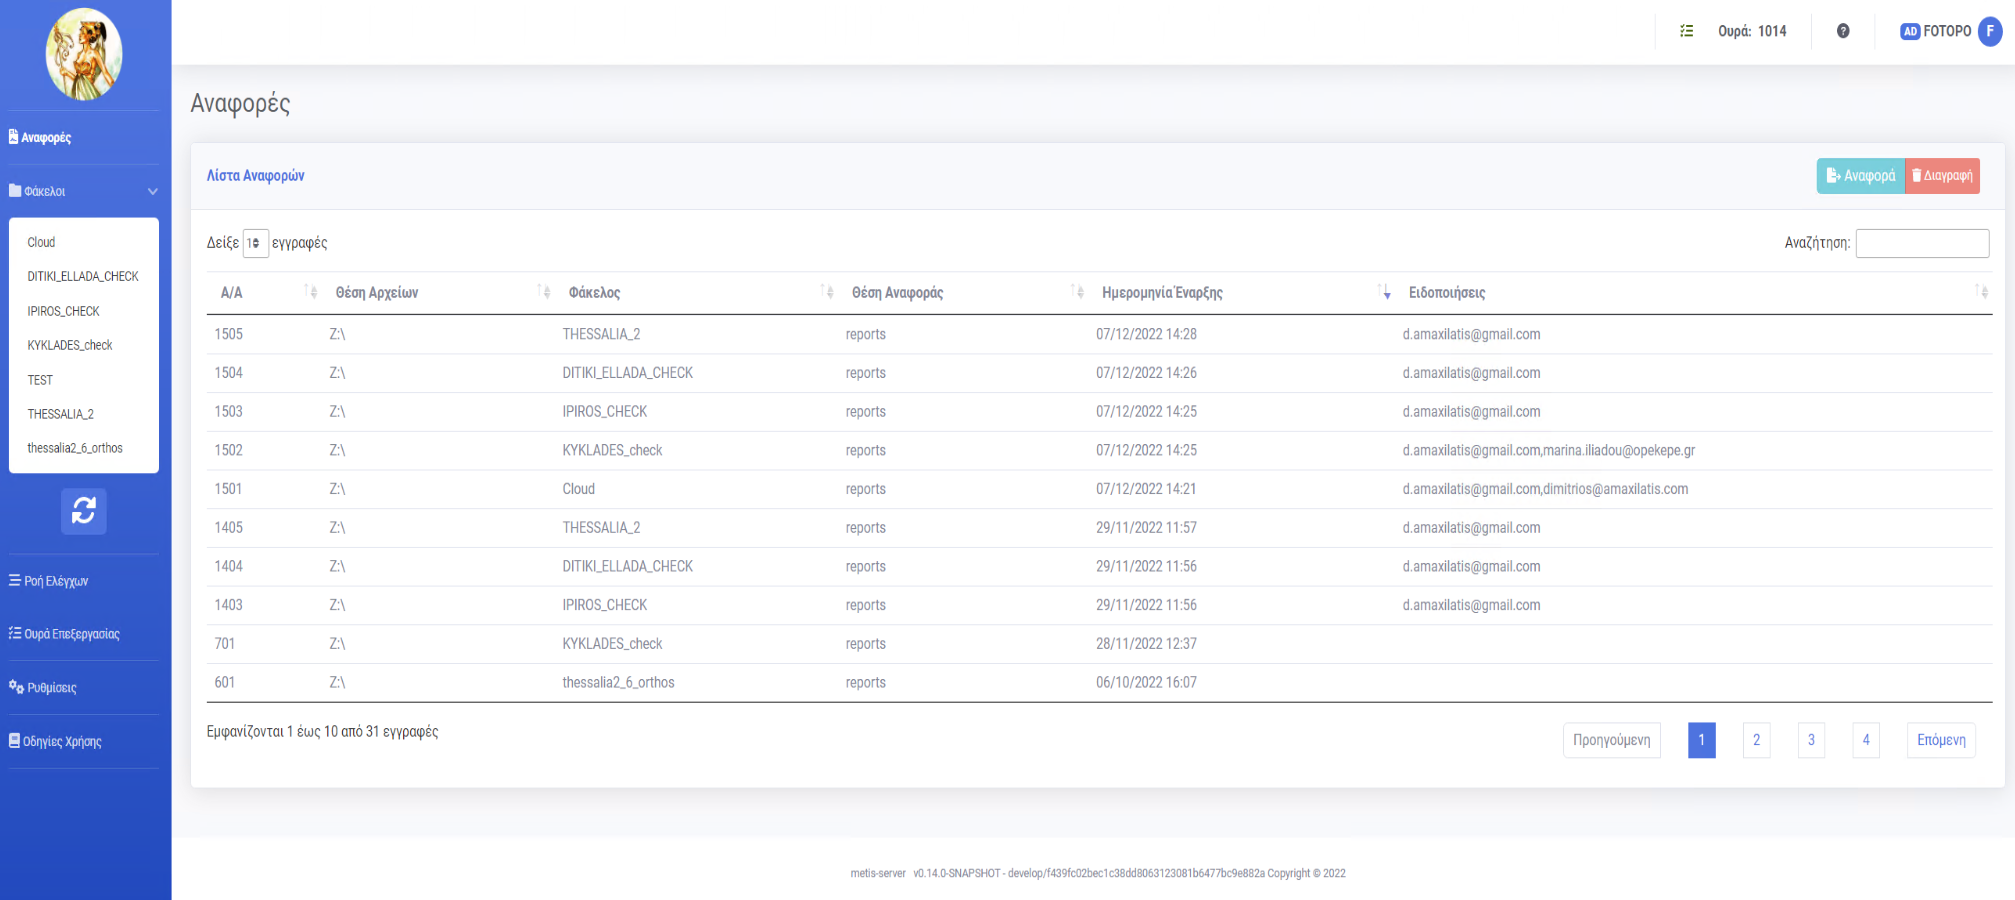 Ουρά: 1014
AD FOTOPO F
Αναφορές
Φάκελοι
Cloud
DITIKI_ELLADA_CHECK
IPIROS_CHECK
KYKLADES_check
TEST
THESSALIA_2
thessalia2_6_orthos
Ροή Ελέγχων
Ουρά Επεξεργασίας
Ρυθμίσεις
Οδηγίες Χρήσης
Αναφορές
Λίστα Αναφορών
Αναφορά Διαγραφή
Δείξε 1 εγγραφές
Αναζήτηση:
Α/Α Θέση Αρχείων Φάκελος Θέση Αναφοράς Ημερομηνία Έναρξης Ειδοποιήσεις
1505 Z:\ THESSALIA_2 reports 07/12/2022 14:28 d.amaxilatis@gmail.com
1504 Z:\ DITIKI_ELLADA_CHECK reports 07/12/2022 14:26 d.amaxilatis@gmail.com
1503 Z:\ IPIROS_CHECK reports 07/12/2022 14:25 d.amaxilatis@gmail.com
1502 Z:\ KYKLADES_check reports 07/12/2022 14:25 d.amaxilatis@gmail.com,marina.iliadou@opekepe.gr
1501 Z:\ Cloud reports 07/12/2022 14:21 d.amaxilatis@gmail.com,dimitrios@amaxilatis.com
1405 Z:\ THESSALIA_2 reports 29/11/2022 11:57 d.amaxilatis@gmail.com
1404 Z:\ DITIKI_ELLADA_CHECK reports 29/11/2022 11:56 d.amaxilatis@gmail.com
1403 Z:\ IPIROS_CHECK reports 29/11/2022 11:56 d.amaxilatis@gmail.com
701 Z:\ KYKLADES_check reports 28/11/2022 12:37
601 Z:\ thessalia2_6_orthos reports 06/10/2022 16:07
Εμφανίζονται 1 έως 10 από 31 εγγραφές
Προηγούμενη 1 2 3 4 Επόμενη
metis-server v0.14.0-SNAPSHOT - develop/f439fc02bec1c38dd8063123081b6477bc9e882a Copyright © 2022